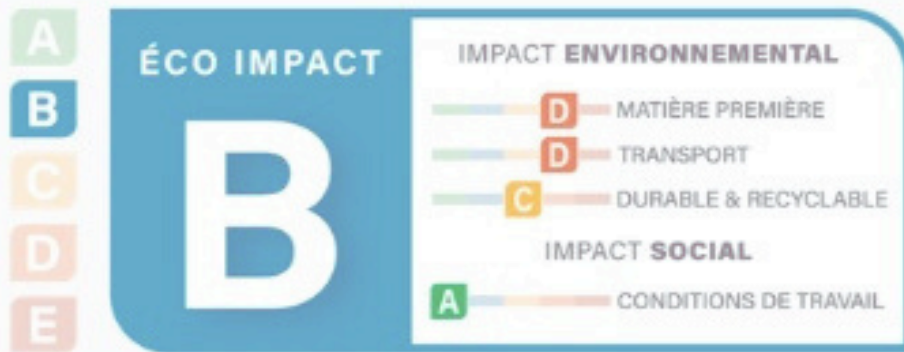 A
B
C
D
E
ÉCO IMPACT
B
IMPACT ENVIRONNEMENTAL
D MATIÈRE PREMIÈRE
D TRANSPORT
C DURABLE & RECYCLABLE
IMPACT SOCIAL
A CONDITIONS DE TRAVAIL